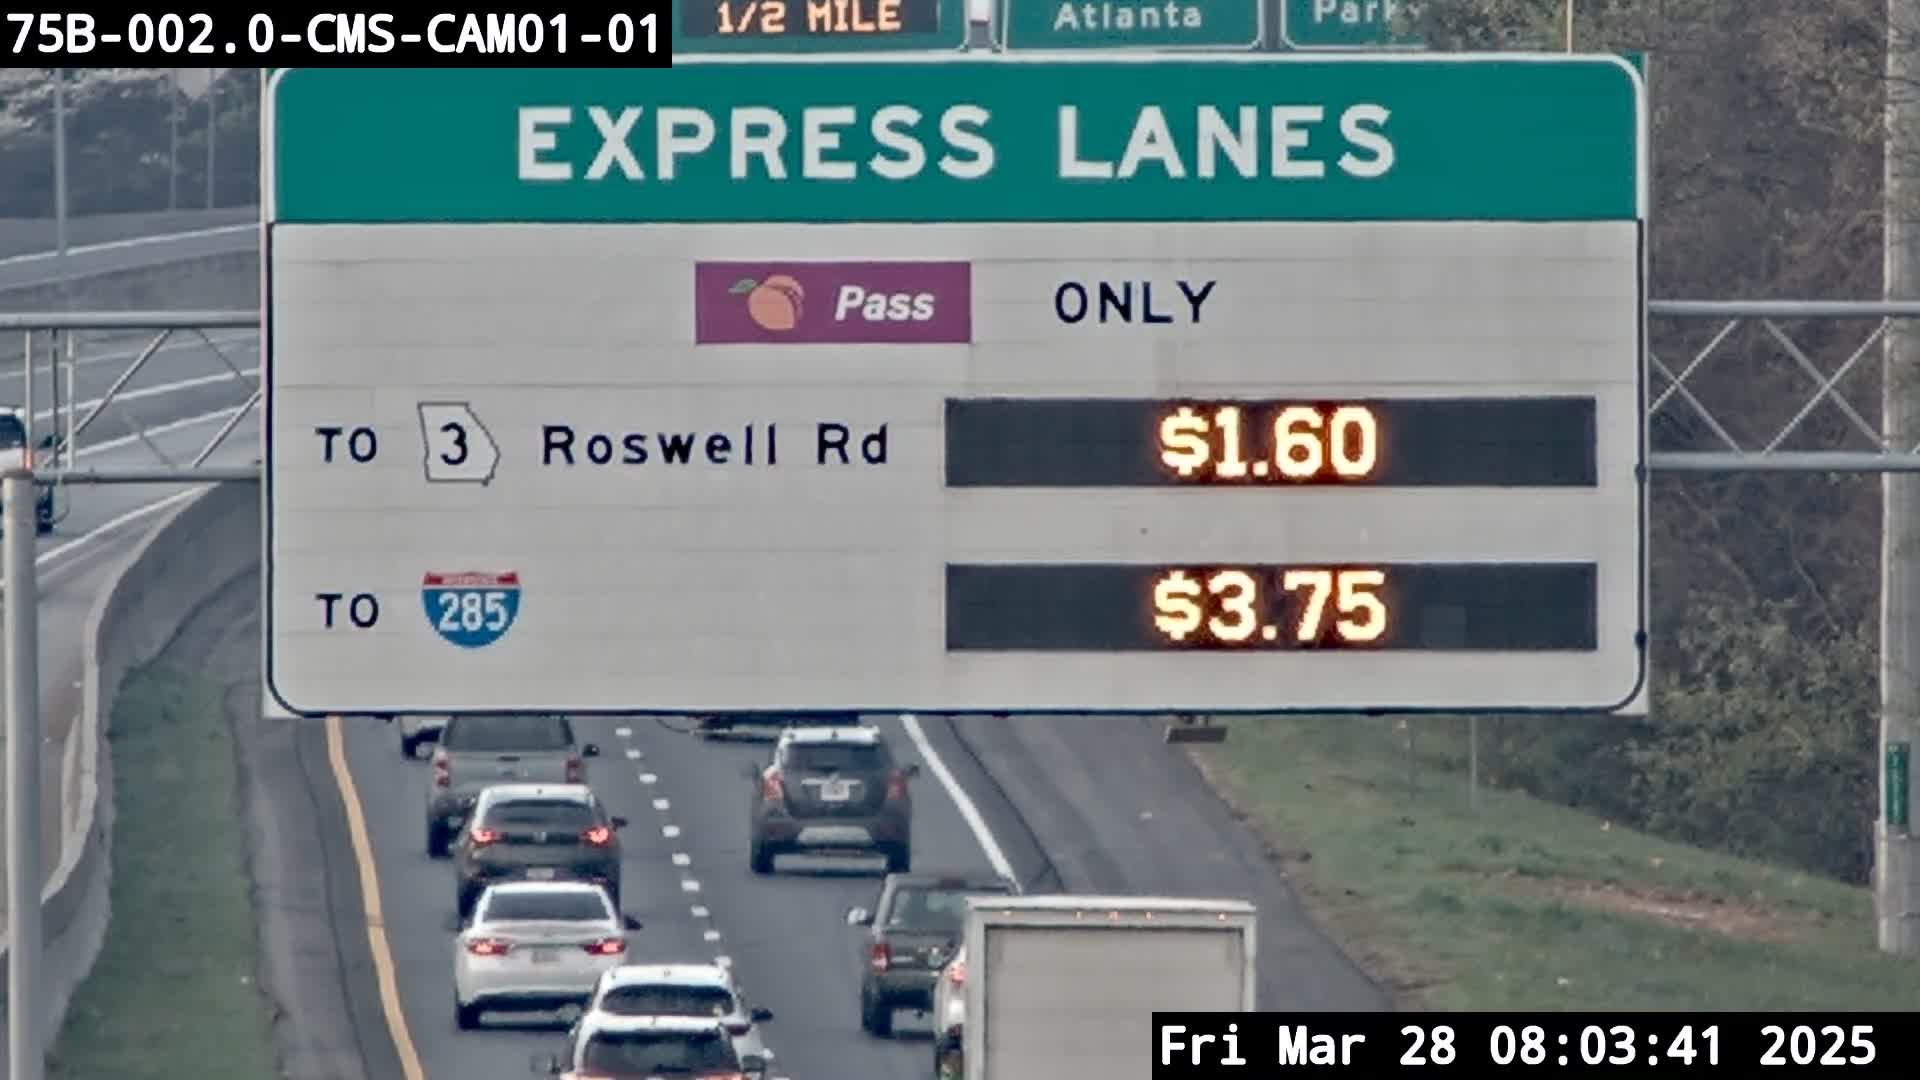 75B-002.0-CMS-CAM01-01
1/2 MILE
Atlanta
EXPRESS LANES
Pass ONLY
TO 3 Roswell Rd $1.60
TO 285 $3.75
Fri Mar 28 08:03:41 2025